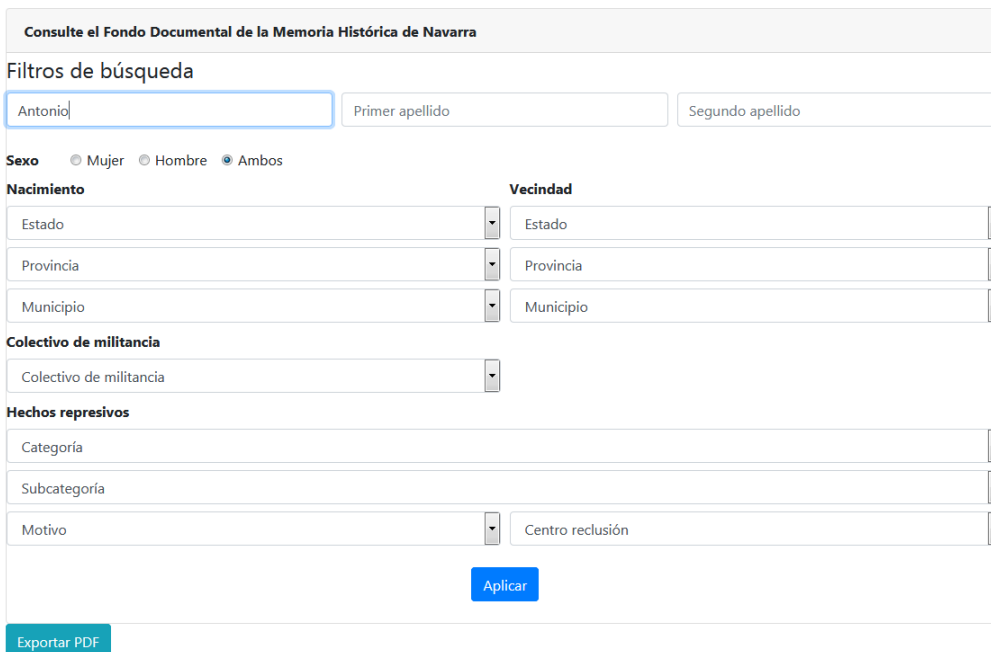 Consulte el Fondo Documental de la Memoria Histórica de Navarra
Filtros de búsqueda
Antonio Primer apellido Segundo apellido
Sexo Mujer Hombre Ambos
Nacimiento Vecindad
Estado Estado
Provincia Provincia
Municipio Municipio
Colectivo de militancia
Colectivo de militancia
Hechos represivos
Categoría
Subcategoría
Motivo Centro reclusión
Aplicar
Exportar PDF